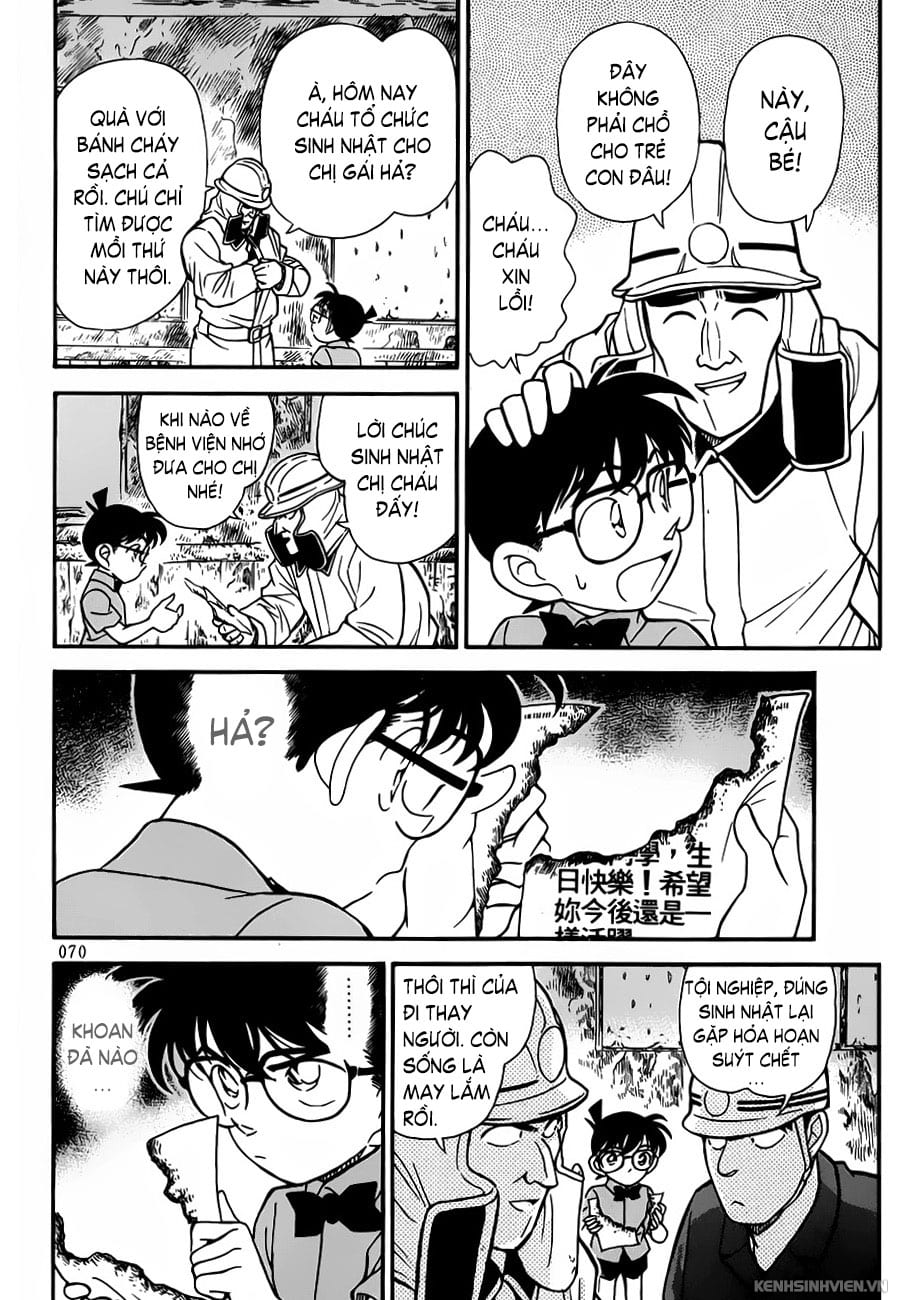 NÀY,
CẬU
BÉ!
ĐÂY
KHÔNG
PHẢI CHỖ
CHO TRẺ
CON ĐÂU!
CHÁU...
CHÁU
XIN
LỒI!
À, HÔM NAY
CHÁU TỔ CHỨC
SINH NHẬT CHO
CHỊ GÁI HẢ?
QUÀ VỚI
BÁNH CHÁY
SẠCH CẢ
RỒI. CHÚ CHỈ
TÌM ĐƯỢC
MỒI THỨ
NÀY THÔI.
LỜI CHÚC
SINH NHẬT
CHỊ CHÁU
ĐẤY!
KHI NÀO VỀ
BỆNH VIỆN NHỚ
ĐƯA CHO CHỊ
NHÉ!
HẢ?
學，生
日快樂！希望
妳今後還是一
樣活躍
070
TỘI NGHIỆP, ĐÚNG
SINH NHẬT LẠI
GẶP HỎA HOẠN
SUÝT CHẾT
...
THÔI THÌ CỦA
ĐI THAY
NGƯỜI. CÒN
SỐNG LÀ
MAY LẮM
RỒI.
........
KHOAN
ĐÃ NÀO
...
KENHSINHVIEN.VN